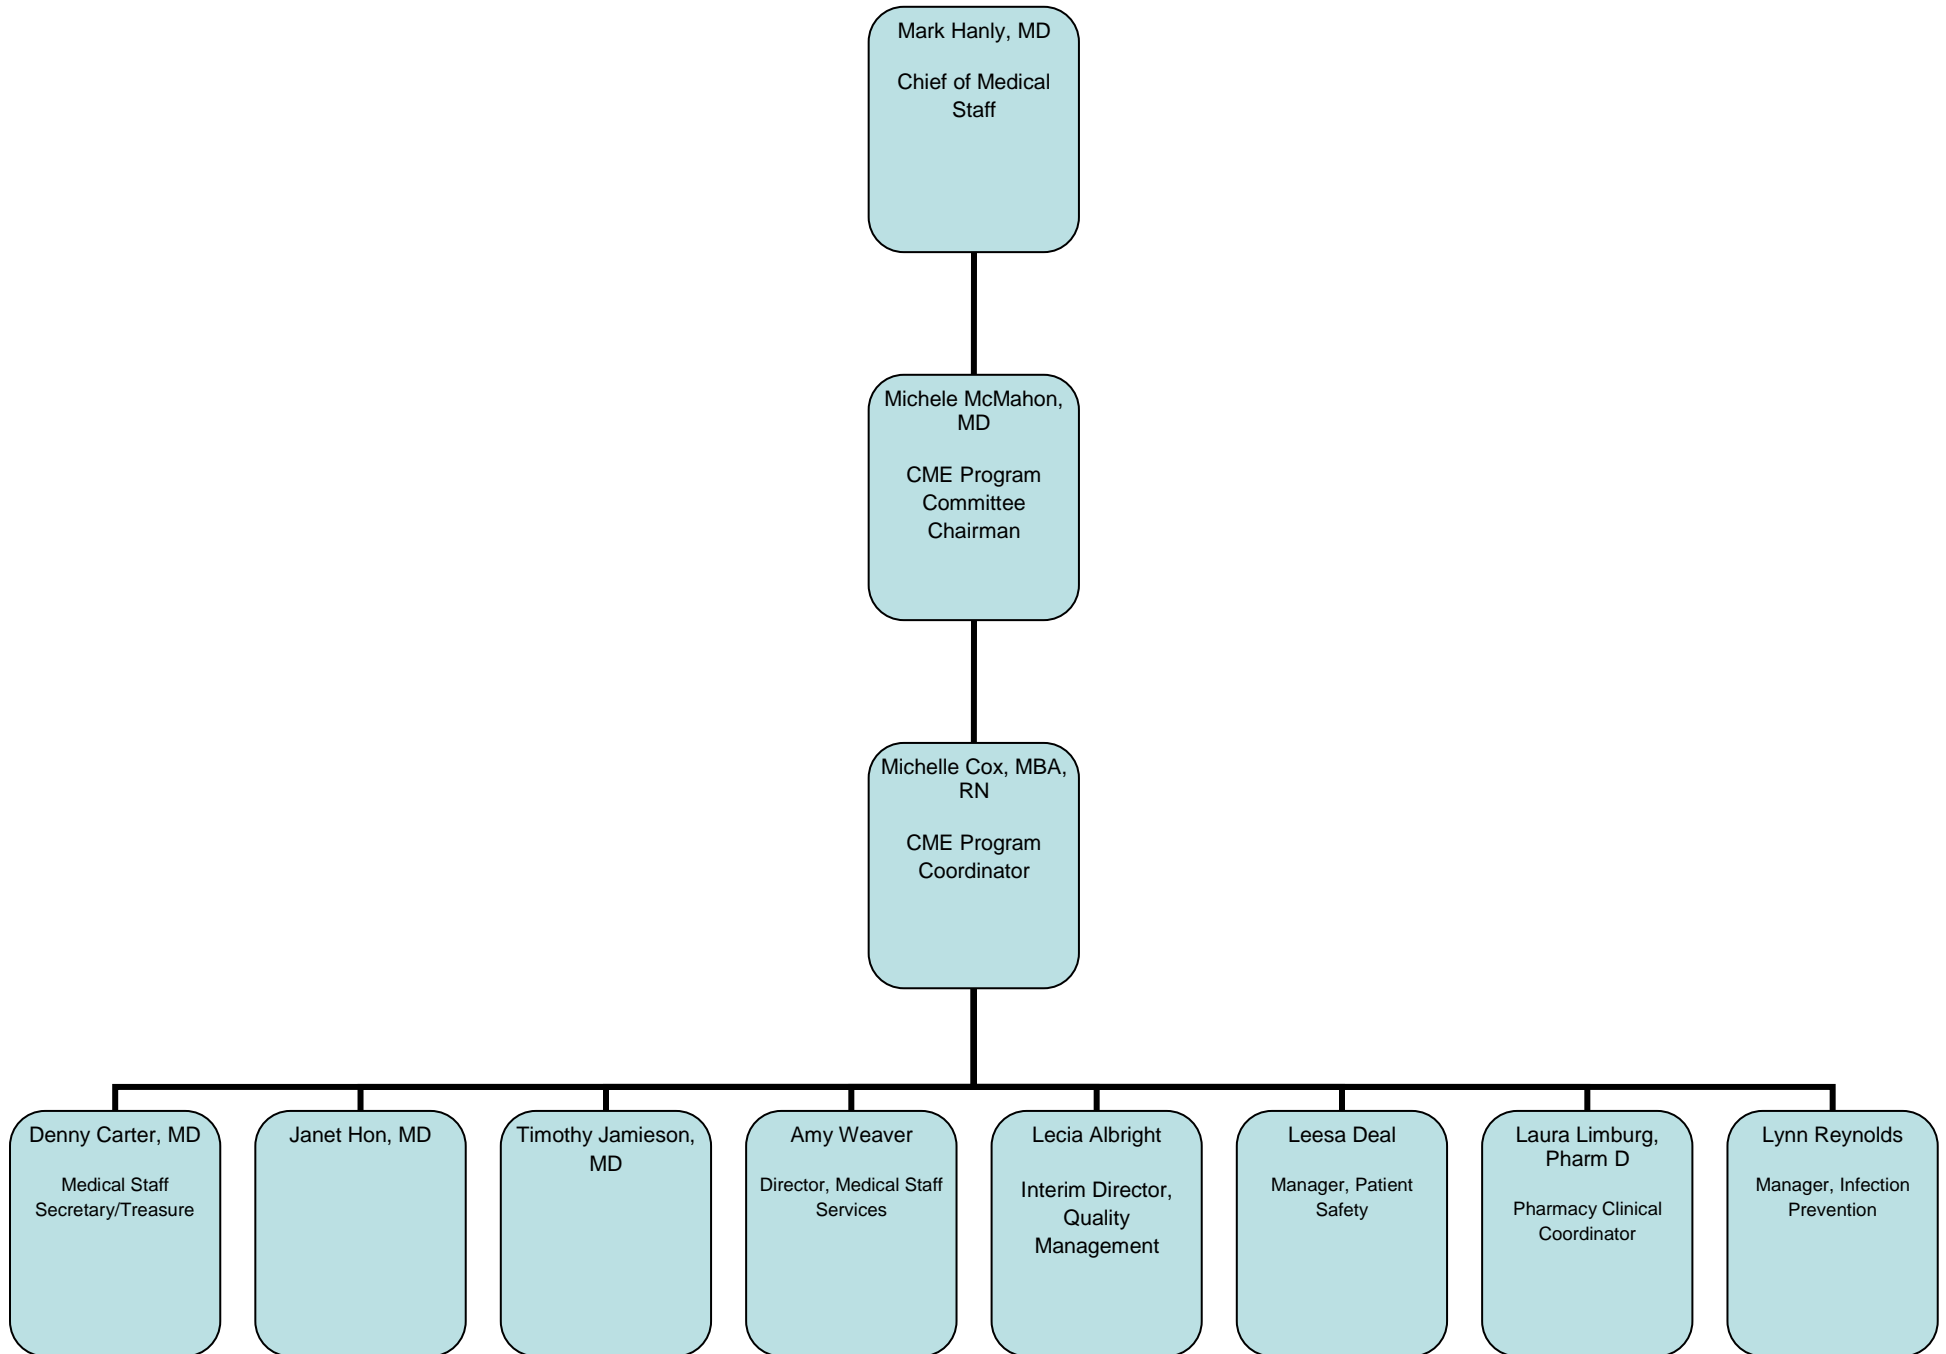 Mark Hanly, MD
Chief of Medical
Staff
Michele McMahon,
MD
CME Program
Committee
Chairman
Michelle Cox, MBA,
RN
CME Program
Coordinator
Denny Carter, MD
Medical Staff
Secretary/Treasure
Janet Hon, MD
Timothy Jamieson,
MD
Amy Weaver
Director, Medical Staff
Services
Lecia Albright
Interim Director,
Quality
Management
Leesa Deal
Manager, Patient
Safety
Laura Limburg,
Pharm D
Pharmacy Clinical
Coordinator
Lynn Reynolds
Manager, Infection
Prevention